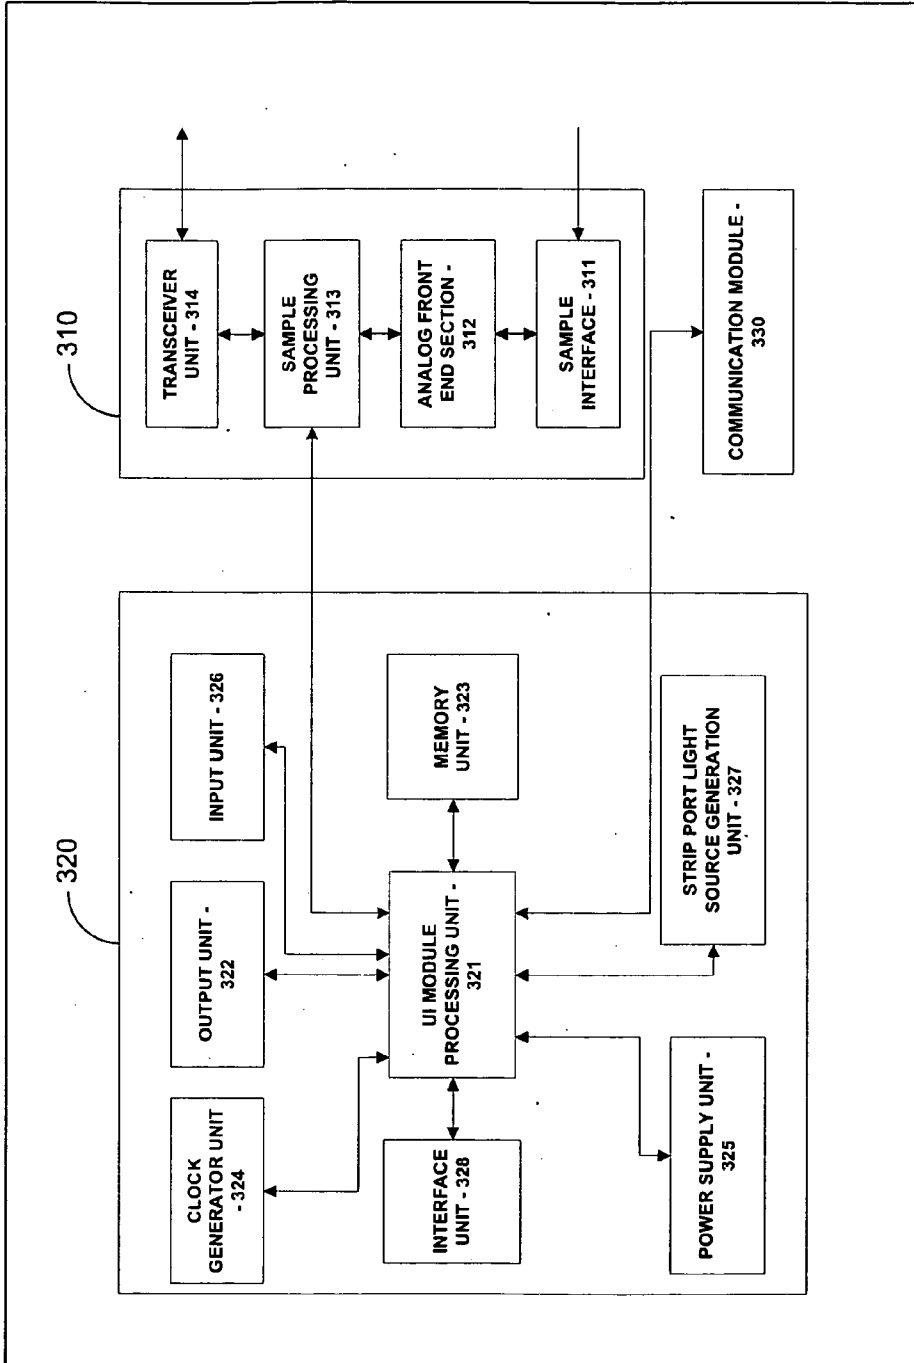 320
310
CLOCK
GENERATOR UNIT
- 324
OUTPUT UNIT -
322
INPUT UNIT - 326
TRANSCEIVER
UNIT - 314
SAMPLE
PROCESSING
UNIT - 313
INTERFACE
UNIT - 328
UI MODULE
PROCESSING UNIT -
321
MEMORY
UNIT - 323
ANALOG FRONT
END SECTION -
312
SAMPLE
INTERFACE - 311
POWER SUPPLY UNIT -
325
STRIP PORT LIGHT
SOURCE GENERATION
UNIT - 327
COMMUNICATION MODULE -
330